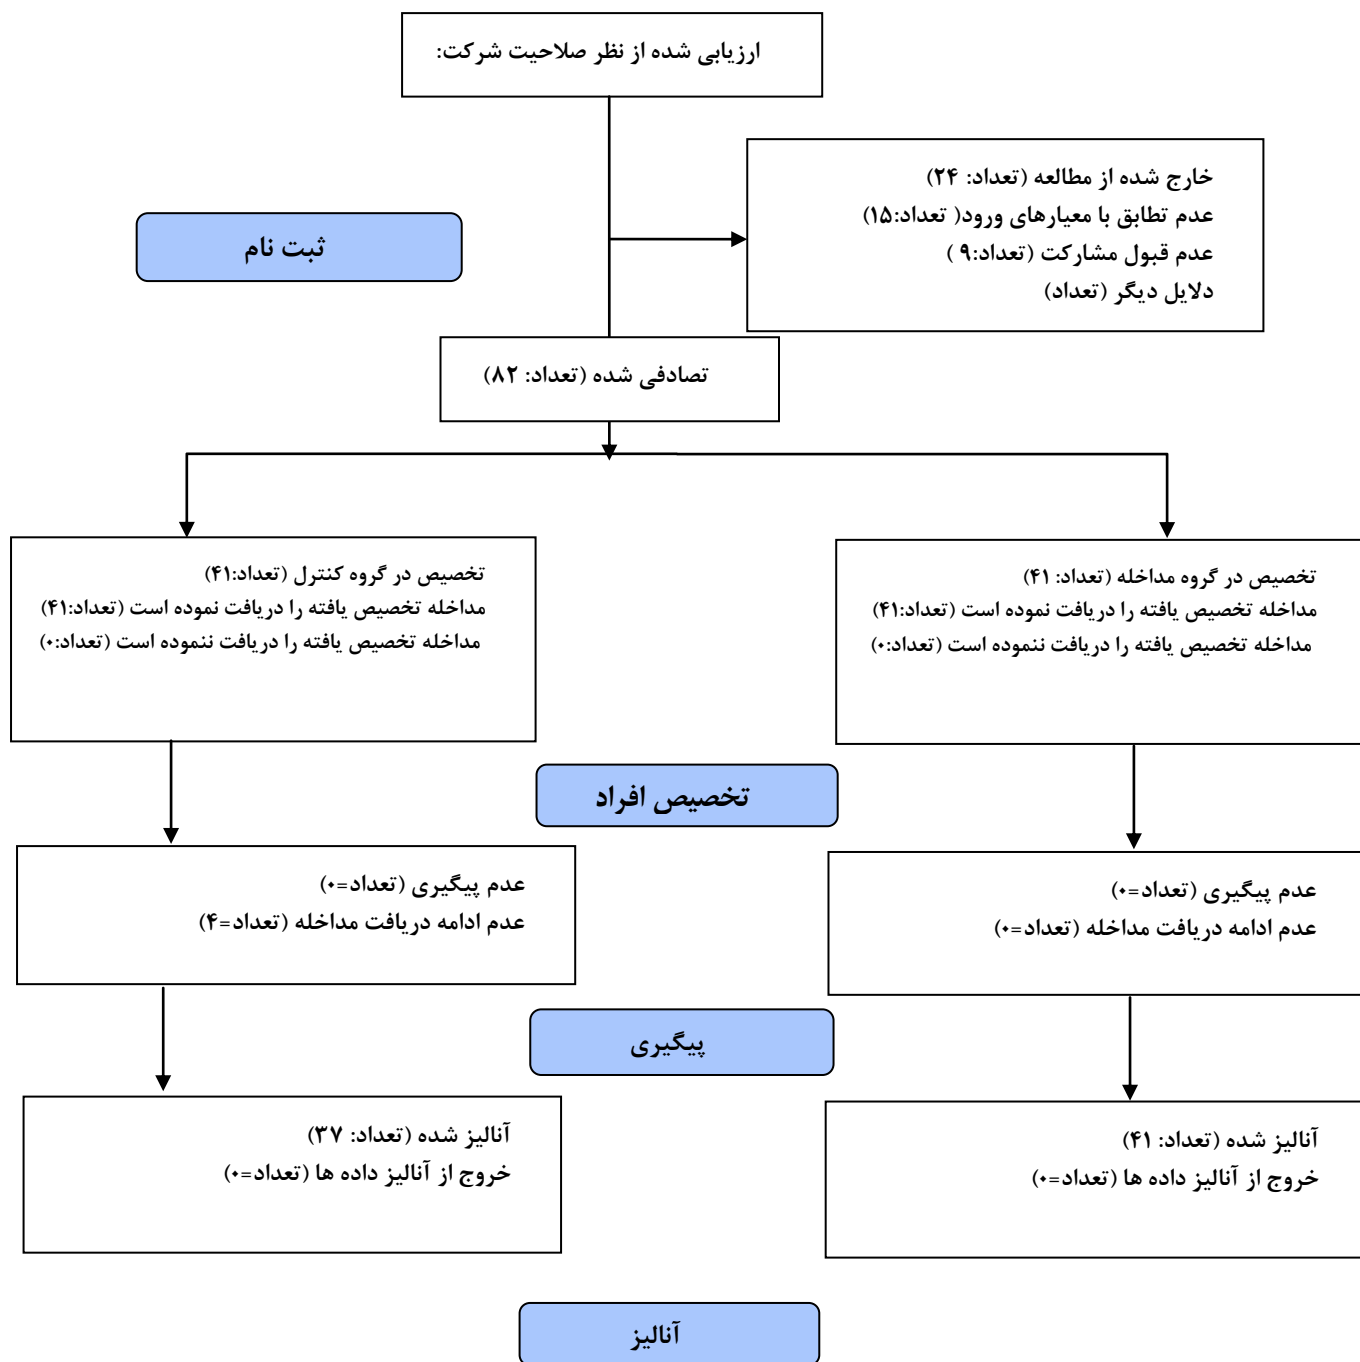 ارزیابی شده از نظر صلاحیت شرکت:
خارج شده از مطالعه (تعداد: ۲۴)
عدم تطابق با معیارهای ورود( تعداد:۱۵)
عدم قبول مشارکت (تعداد:۹ )
دلایل دیگر (تعداد)
ثبت نام
تصادفی شده (تعداد: ۸۲)
تخصیص در گروه مداخله (تعداد: ۴۱)
مداخله تخصیص یافته را دریافت نموده است (تعداد:۴۱)
مداخله تخصیص یافته را دریافت ننموده است (تعداد:۰)
تخصیص در گروه کنترل (تعداد:۴۱)
مداخله تخصیص یافته را دریافت نموده است (تعداد:۴۱)
مداخله تخصیص یافته را دریافت ننموده است (تعداد:۰)
تخصیص افراد
عدم پیگیری (تعداد=۰)
عدم ادامه دریافت مداخله (تعداد=۰)
عدم پیگیری (تعداد=۰)
عدم ادامه دریافت مداخله (تعداد=۴)
پیگیری
آنالیز شده (تعداد: ۴۱)
خروج از آنالیز داده ها (تعداد=۰)
آنالیز شده (تعداد: ۳۷)
خروج از آنالیز داده ها (تعداد=۰)
آنالیز